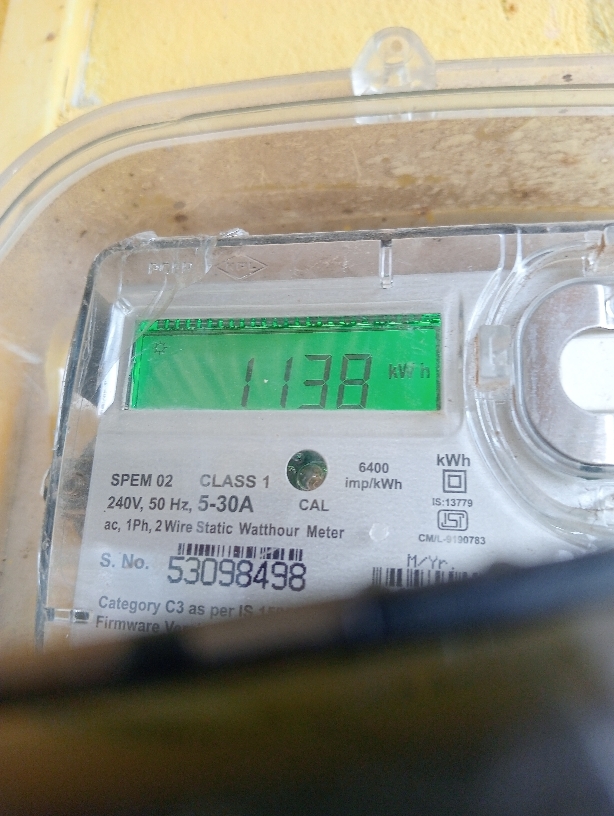 1138 kWh
SPEM 02 CLASS 1
6400
imp/kWh
kWh
240V, 50 Hz, 5-30A
CAL
IS:13779
ISI
CM/L-9190783
ac, 1Ph, 2 Wire Static Watthour Meter
S. No. 53098498
M/Yr.
Category C3 as per IS
Firmware